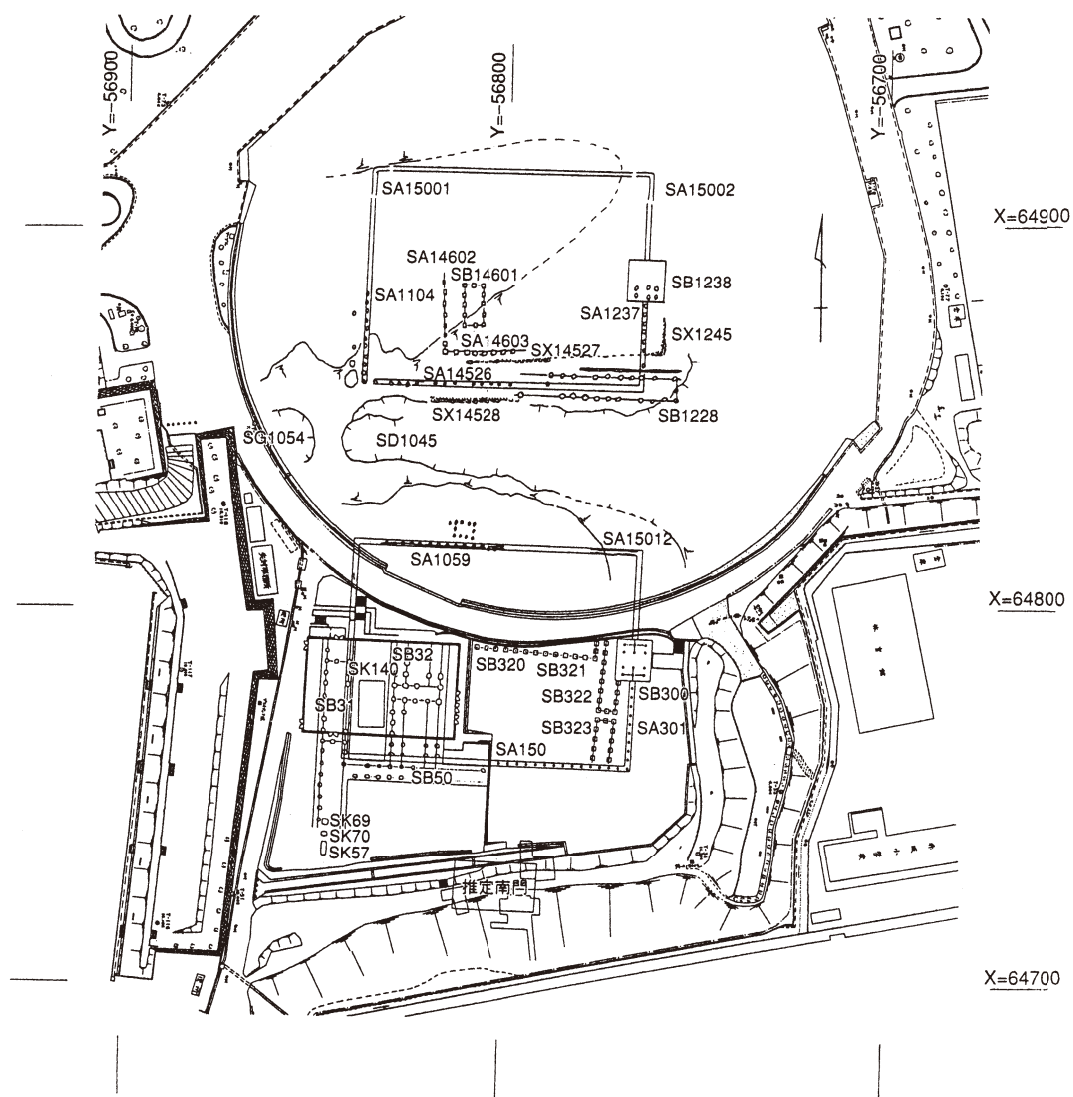 Y=-56900
Y=-56800
Y=-56700
SA15001
SA15002
X=64900
SA14602
SB14601
SB1238
SA1104
SA1237
SX1245
SA14603
SX14527
SA14526
SX14528
SB1228
SG1054
SD1045
SA15012
SA1059
X=64800
SB32
SB320
SB321
SK140
SB322
SB300
SB31
SB323
SA301
SA150
SB50
SK69
SK70
SK57
推定南門
X=64700